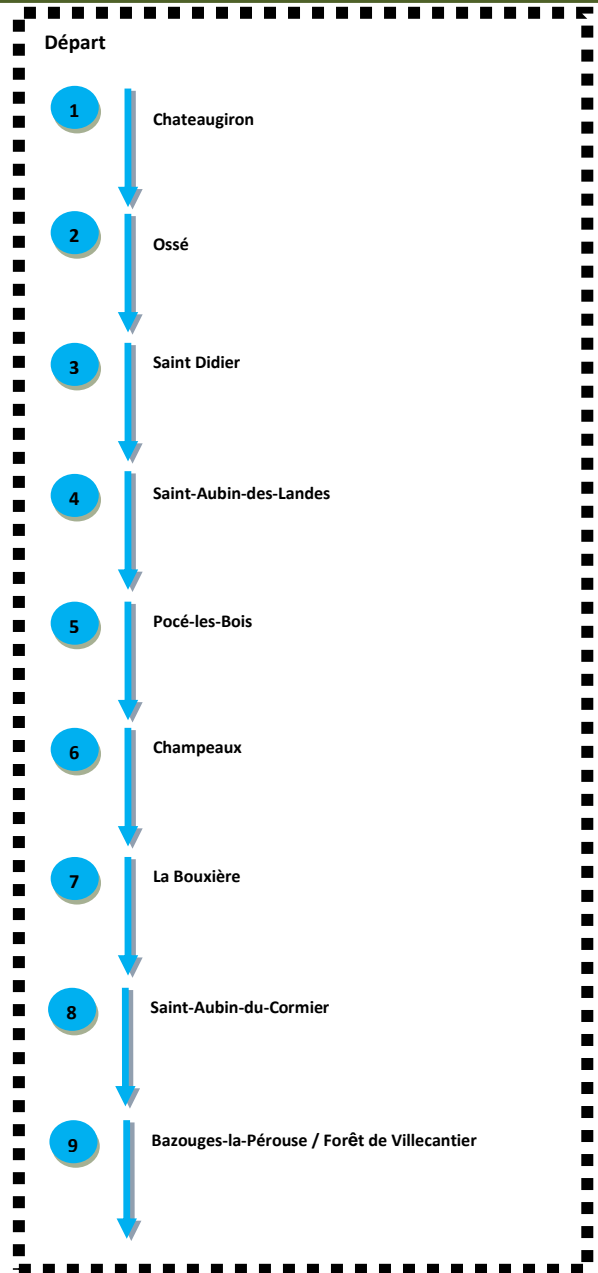 Départ
1
Chateaugiron
2
Ossé
3
Saint Didier
4
Saint-Aubin-des-Landes
5
Pocé-les-Bois
6
Champeaux
7
La Bouxière
8
Saint-Aubin-du-Cormier
9
Bazouges-la-Pérouse / Forêt de Villecantier